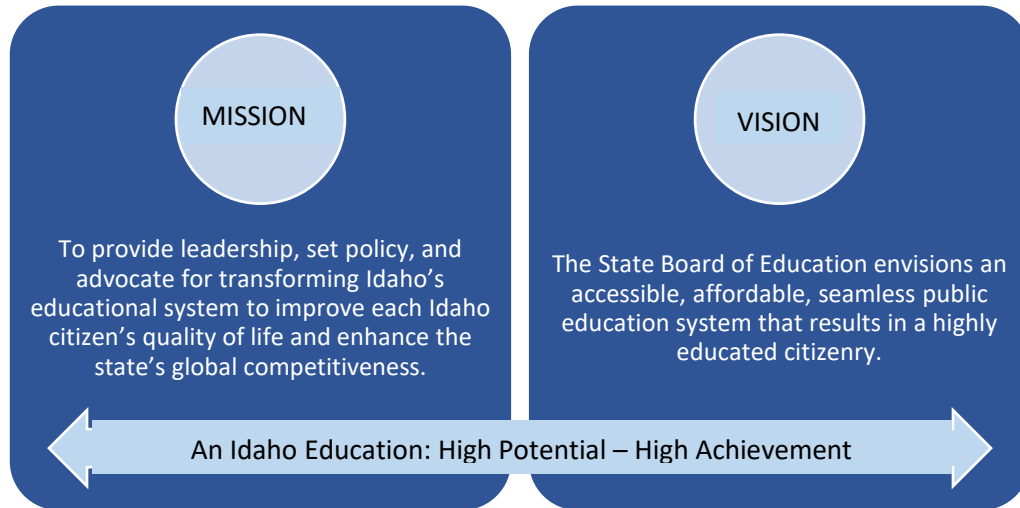 MISSION
To provide leadership, set policy, and
advocate for transforming Idaho’s
educational system to improve each Idaho
citizen’s quality of life and enhance the
state’s global competitiveness.
VISION
The State Board of Education envisions an
accessible, affordable, seamless public
education system that results in a highly
educated citizenry.
An Idaho Education: High Potential – High Achievement